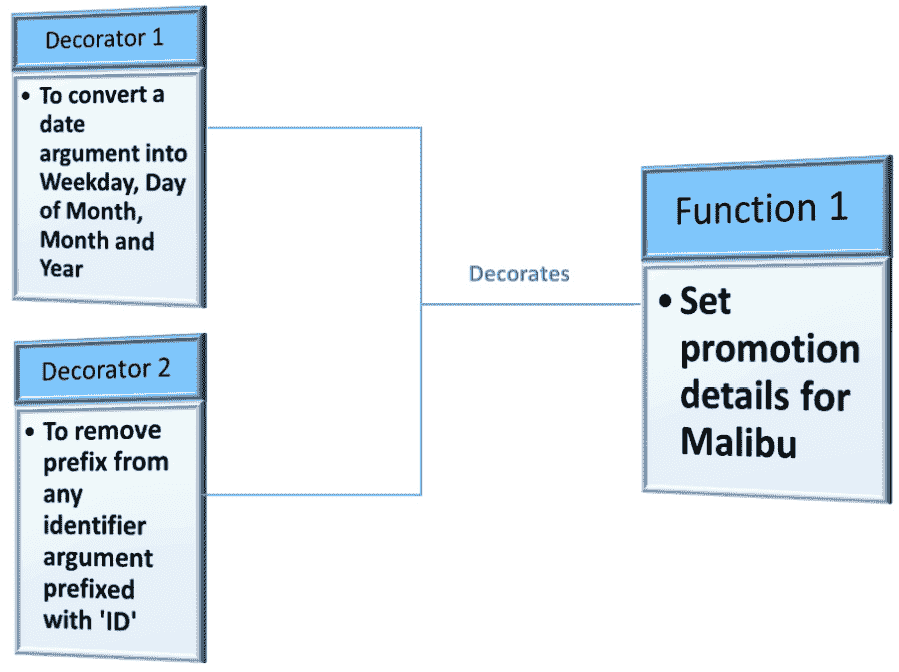 Decorator 1
• To convert a
date
argument into
Weekday, Day
of Month,
Month and
Year
Decorator 2
• To remove
prefix from
any
identifier
argument
prefixed
with 'ID'
Decorates
Function 1
• Set
promotion
details for
Malibu